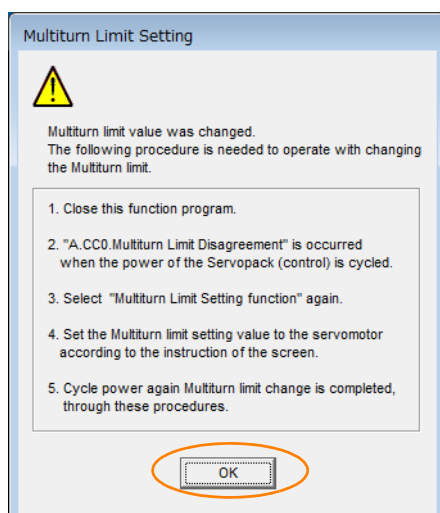 Multiturn Limit Setting
Multiturn limit value was changed.
The following procedure is needed to operate with changing
the Multiturn limit.
1. Close this function program.
2. "A.CC0.Multiturn Limit Disagreement" is occurred
when the power of the Servopack (control) is cycled.
3. Select "Multiturn Limit Setting function" again.
4. Set the Multiturn limit setting value to the servomotor
according to the instruction of the screen.
5. Cycle power again Multiturn limit change is completed,
through these procedures.
OK